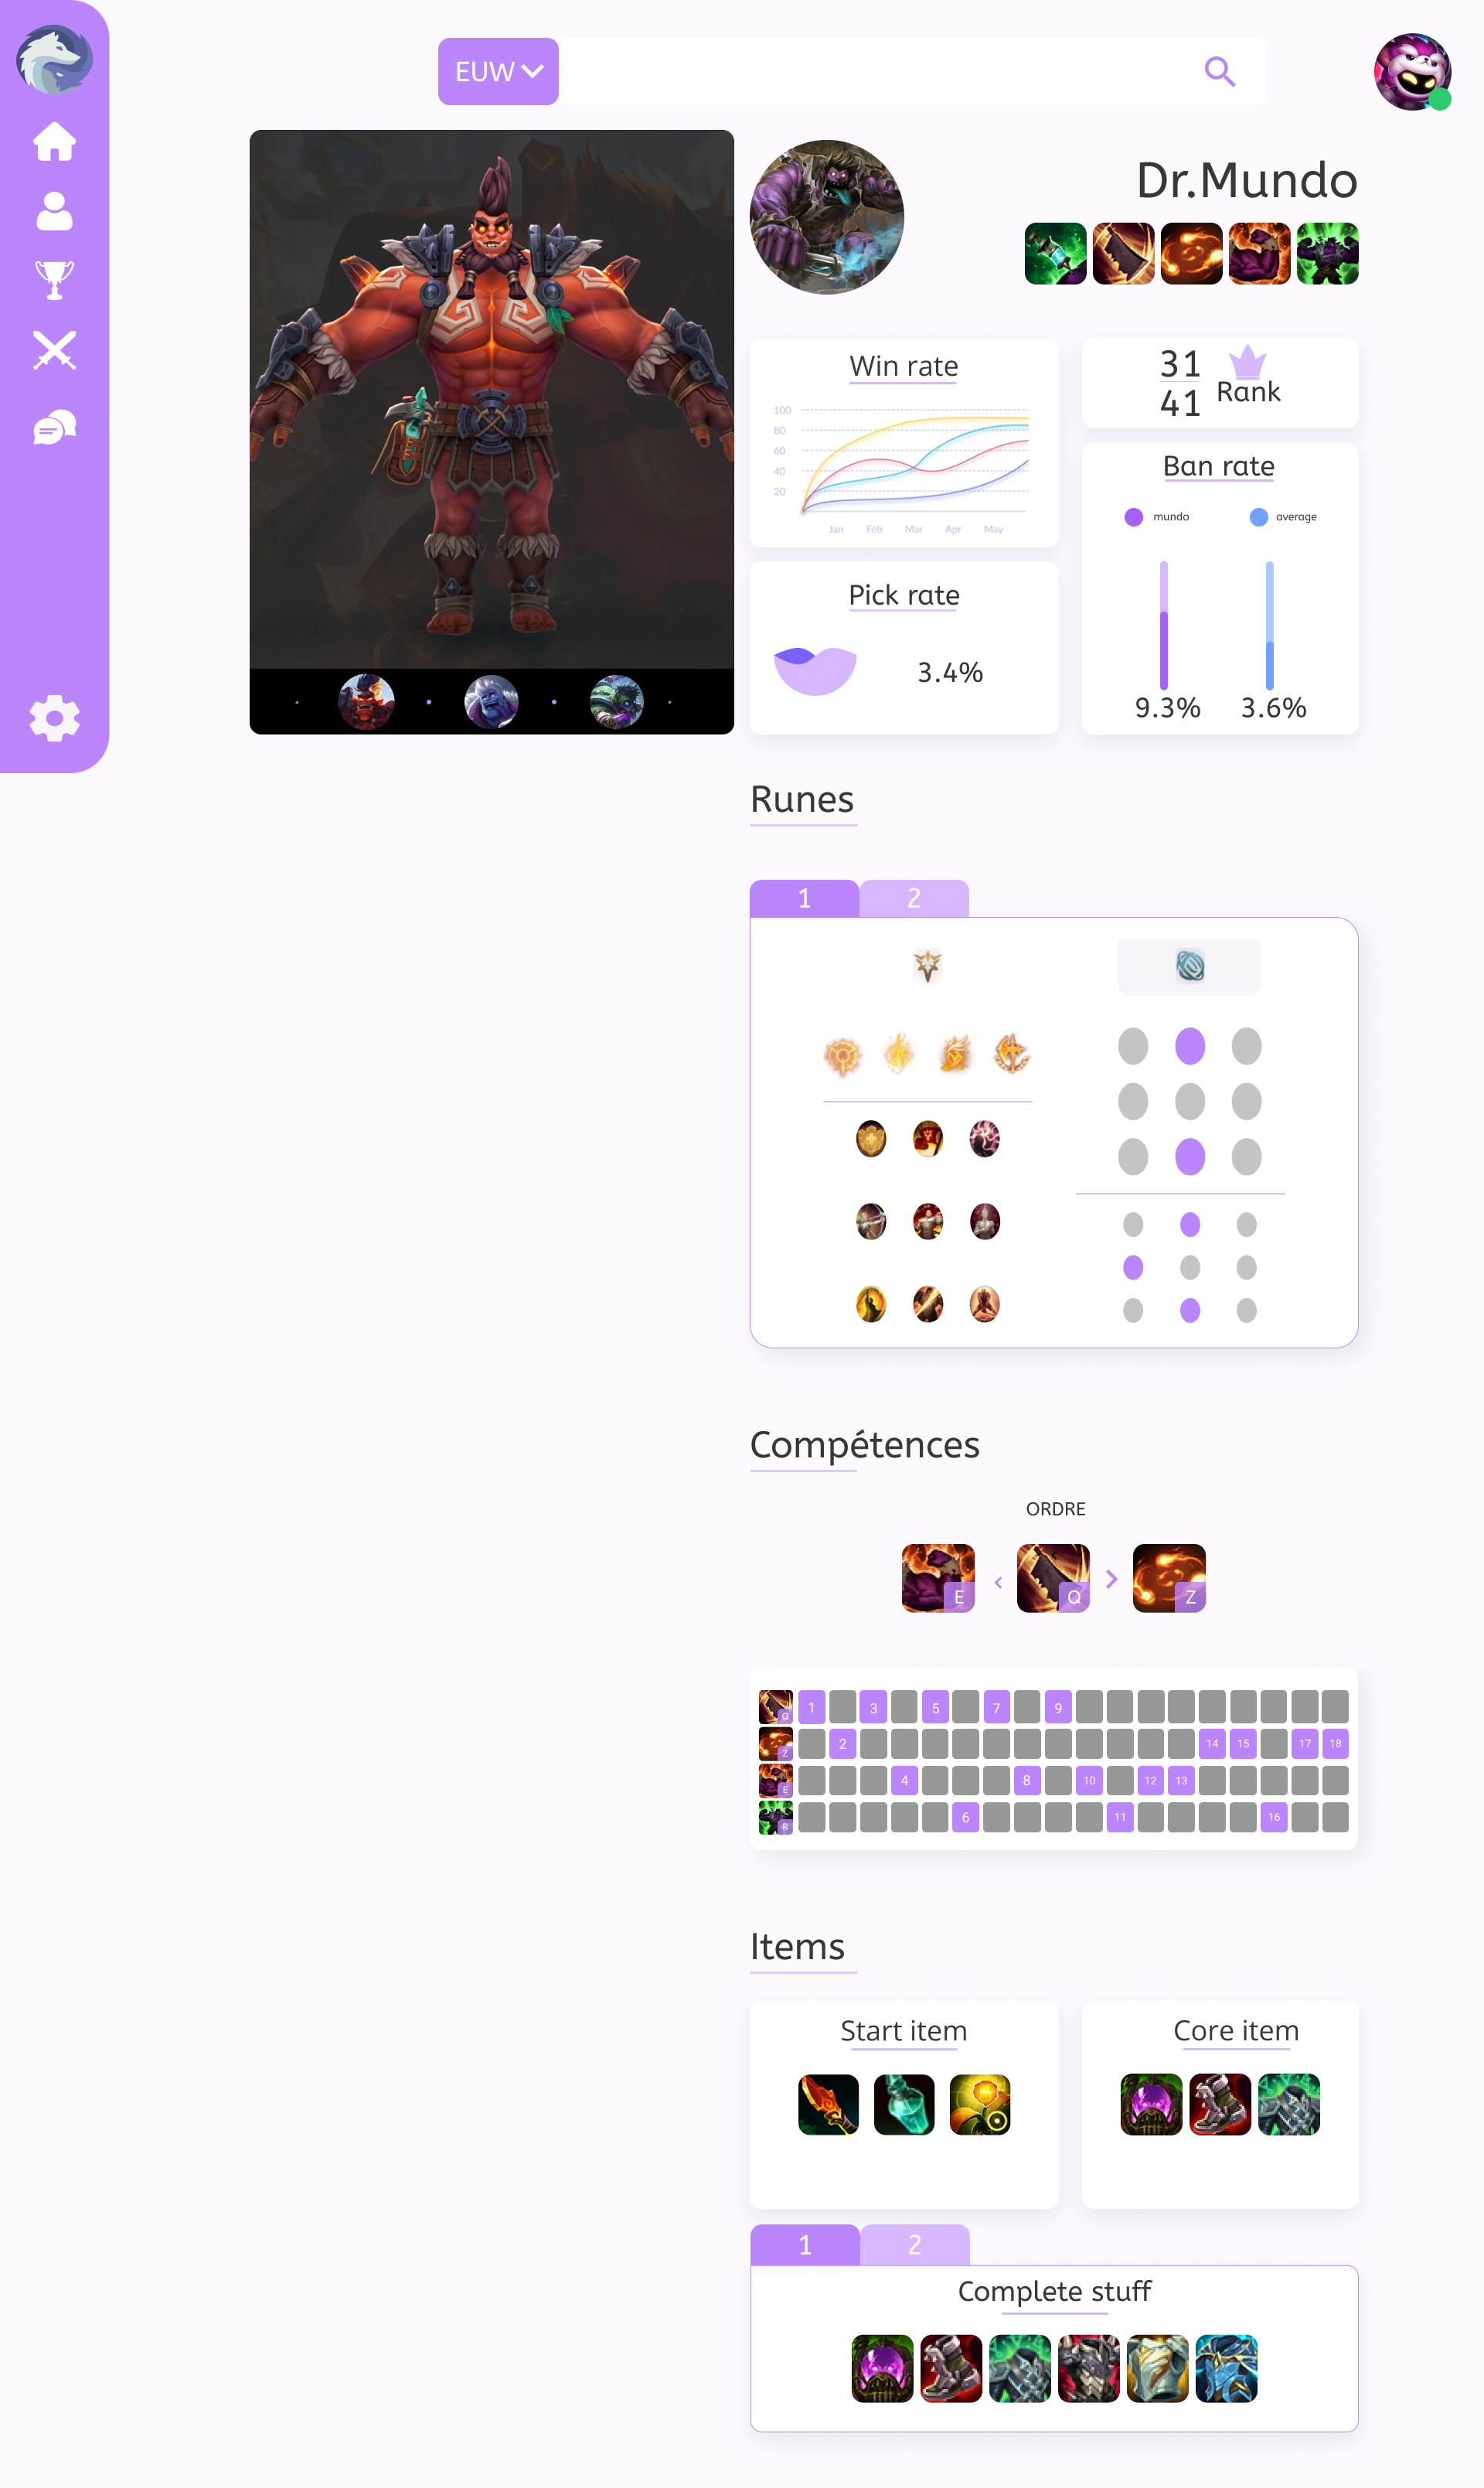 EUW
Dr.Mundo
Win rate
100
80
60
40
20
Jan Feb Mar Apr May
31
41
Rank
Ban rate
mundo average
9.3% 3.6%
Pick rate
3.4%
Runes
1 2
Compétences
ORDRE
E Q Z
Q 1 3 5 7 9
Z 2 14 15 17 18
E 4 8 10 12 13
R 6 11 16
Items
Start item
Core item
1 2
Complete stuff